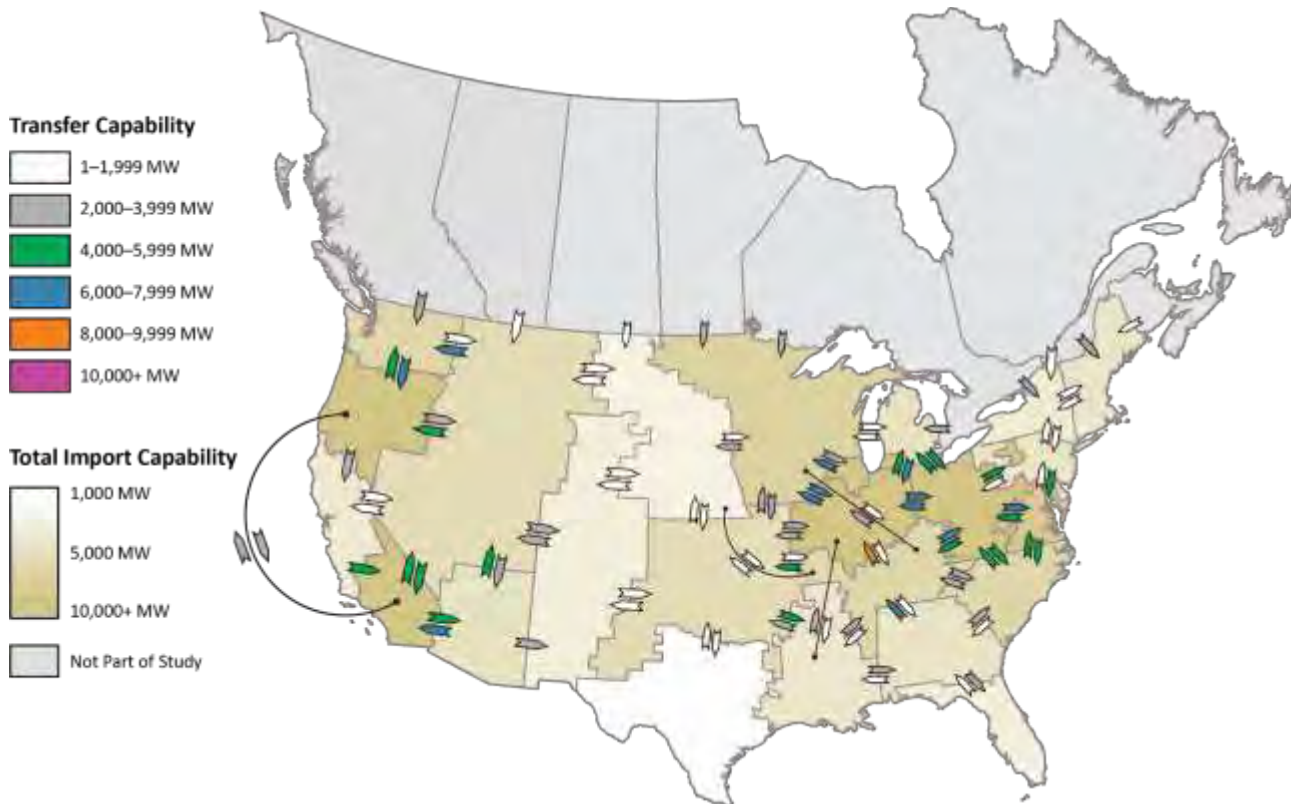 Transfer Capability
1–1,999 MW
2,000–3,999 MW
4,000–5,999 MW
6,000–7,999 MW
8,000–9,999 MW
10,000+ MW
Total Import Capability
1,000 MW
5,000 MW
10,000+ MW
Not Part of Study